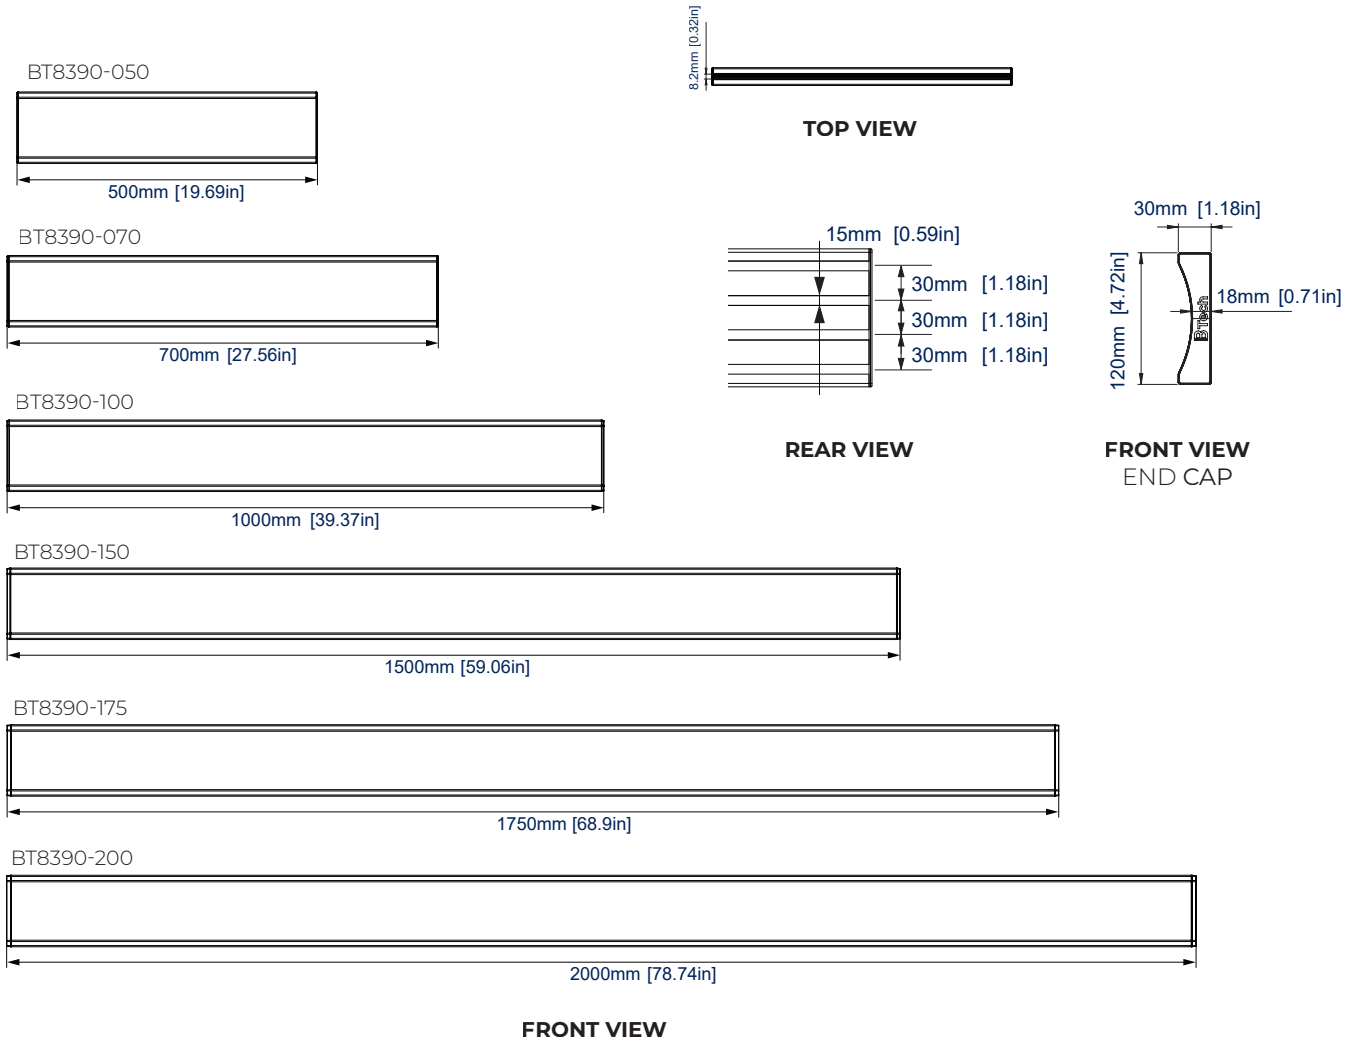 BT8390-050
500mm [19.69in]
BT8390-070
700mm [27.56in]
BT8390-100
1000mm [39.37in]
BT8390-150
1500mm [59.06in]
BT8390-175
1750mm [68.9in]
BT8390-200
2000mm [78.74in]
FRONT VIEW
8.2mm [0.32in]
TOP VIEW
15mm [0.59in]
30mm [1.18in]
30mm [1.18in]
30mm [1.18in]
REAR VIEW
30mm [1.18in]
120mm [4.72in]
18mm [0.71in]
BTech
FRONT VIEW
END CAP